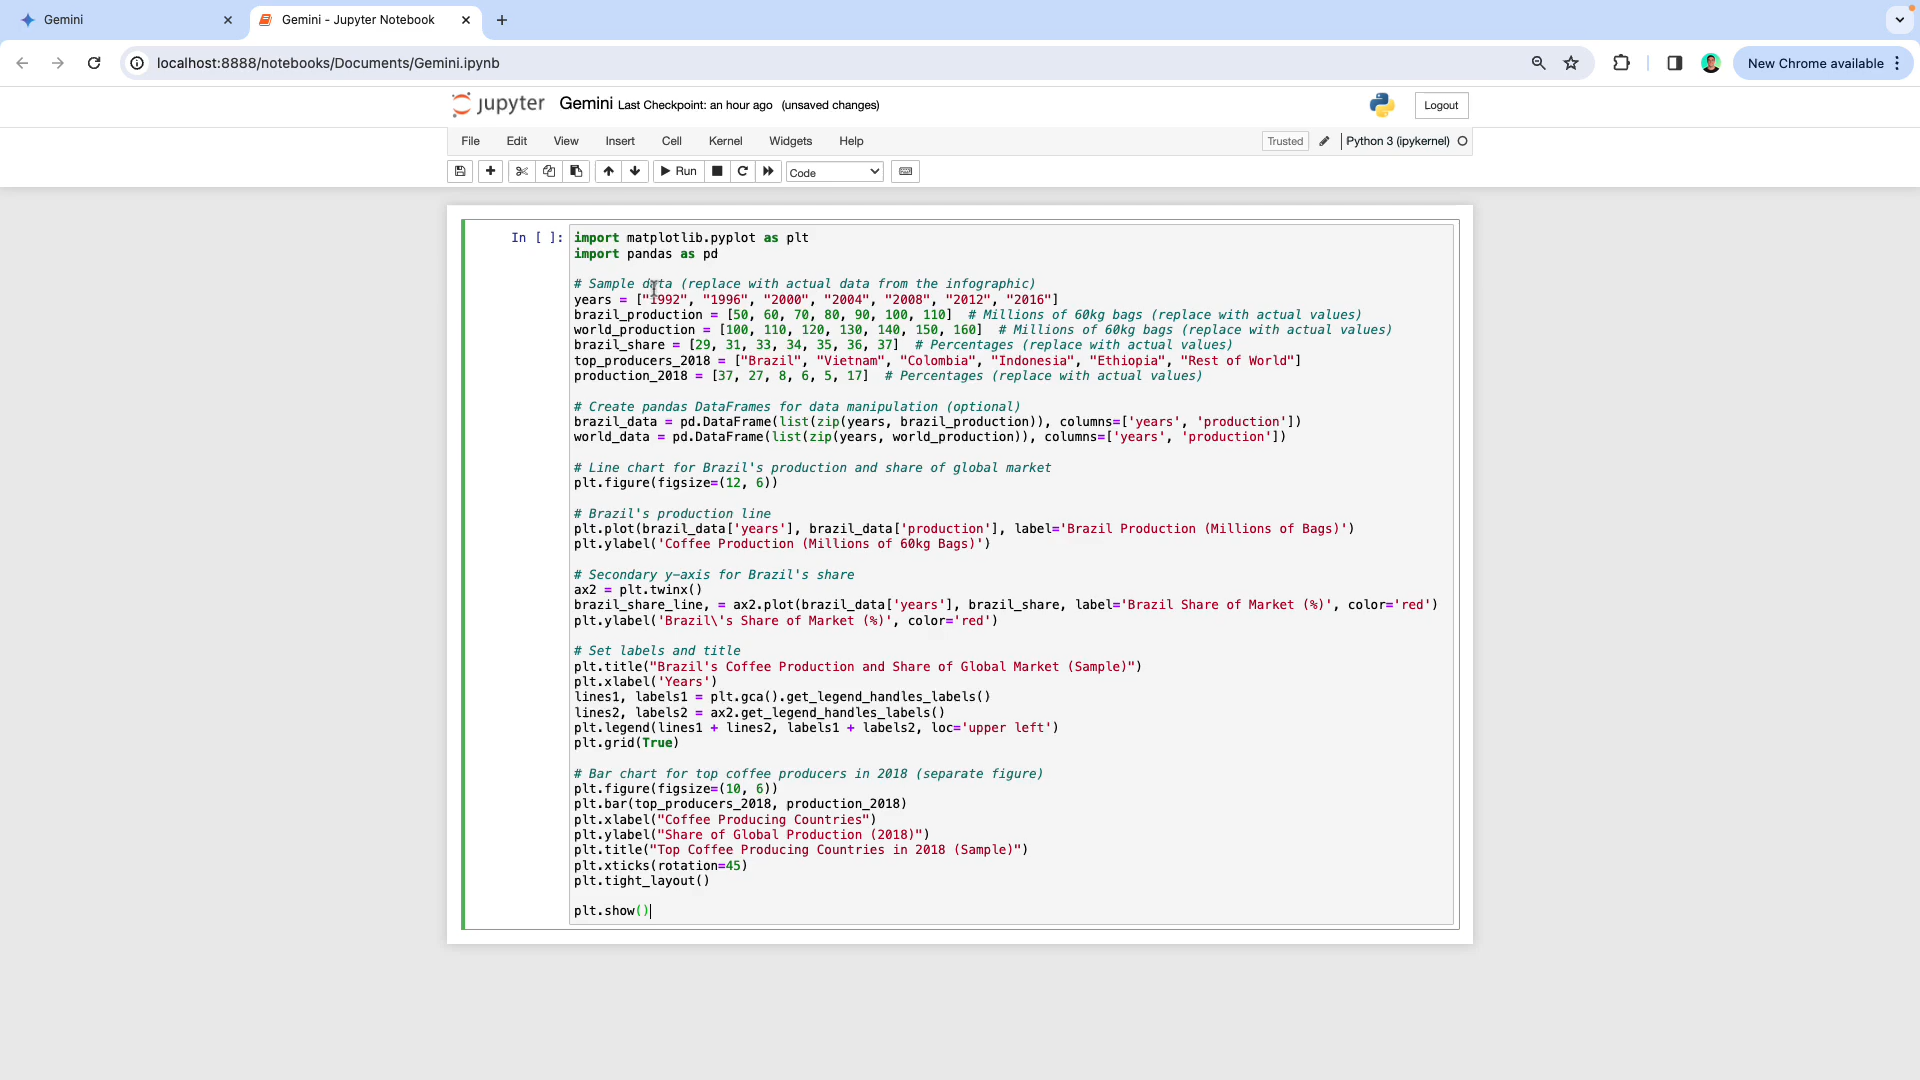 Gemini
Gemini - Jupyter Notebook
localhost:8888/notebooks/Documents/Gemini.ipynb
New Chrome available
jupyter Gemini Last Checkpoint: an hour ago (unsaved changes)
Logout
File Edit View Insert Cell Kernel Widgets Help
Trusted
Python 3 (ipykernel)
Run
Code
In [ ]:
import matplotlib.pyplot as plt
import pandas as pd
# Sample data (replace with actual data from the infographic)
years = ["1992", "1996", "2000", "2004", "2008", "2012", "2016"]
brazil_production = [50, 60, 70, 80, 90, 100, 110]  # Millions of 60kg bags (replace with actual values)
world_production = [100, 110, 120, 130, 140, 150, 160]  # Millions of 60kg bags (replace with actual values)
brazil_share = [29, 31, 33, 34, 35, 36, 37]  # Percentages (replace with actual values)
top_producers_2018 = ["Brazil", "Vietnam", "Colombia", "Indonesia", "Ethiopia", "Rest of World"]
production_2018 = [37, 27, 8, 6, 5, 17]  # Percentages (replace with actual values)
# Create pandas DataFrames for data manipulation (optional)
brazil_data = pd.DataFrame(list(zip(years, brazil_production)), columns=['years', 'production'])
world_data = pd.DataFrame(list(zip(years, world_production)), columns=['years', 'production'])
# Line chart for Brazil's production and share of global market
plt.figure(figsize=(12, 6))
# Brazil's production line
plt.plot(brazil_data['years'], brazil_data['production'], label='Brazil Production (Millions of Bags)')
plt.ylabel('Coffee Production (Millions of 60kg Bags)')
# Secondary y-axis for Brazil's share
ax2 = plt.twinx()
brazil_share_line, = ax2.plot(brazil_data['years'], brazil_share, label='Brazil Share of Market (%)', color='red')
plt.ylabel('Brazil\'s Share of Market (%)', color='red')
# Set labels and title
plt.title("Brazil's Coffee Production and Share of Global Market (Sample)")
plt.xlabel('Years')
lines1, labels1 = plt.gca().get_legend_handles_labels()
lines2, labels2 = ax2.get_legend_handles_labels()
plt.legend(lines1 + lines2, labels1 + labels2, loc='upper left')
plt.grid(True)
# Bar chart for top coffee producers in 2018 (separate figure)
plt.figure(figsize=(10, 6))
plt.bar(top_producers_2018, production_2018)
plt.xlabel("Coffee Producing Countries")
plt.ylabel("Share of Global Production (2018)")
plt.title("Top Coffee Producing Countries in 2018 (Sample)")
plt.xticks(rotation=45)
plt.tight_layout()
plt.show()